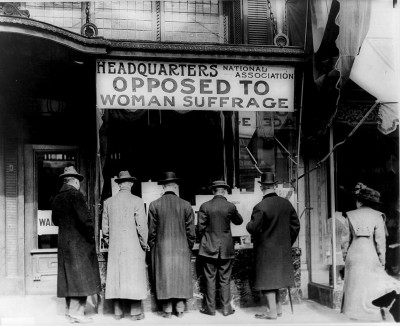 HEADQUARTERS NATIONAL ASSOCIATION
OPPOSED TO
WOMAN SUFFRAGE